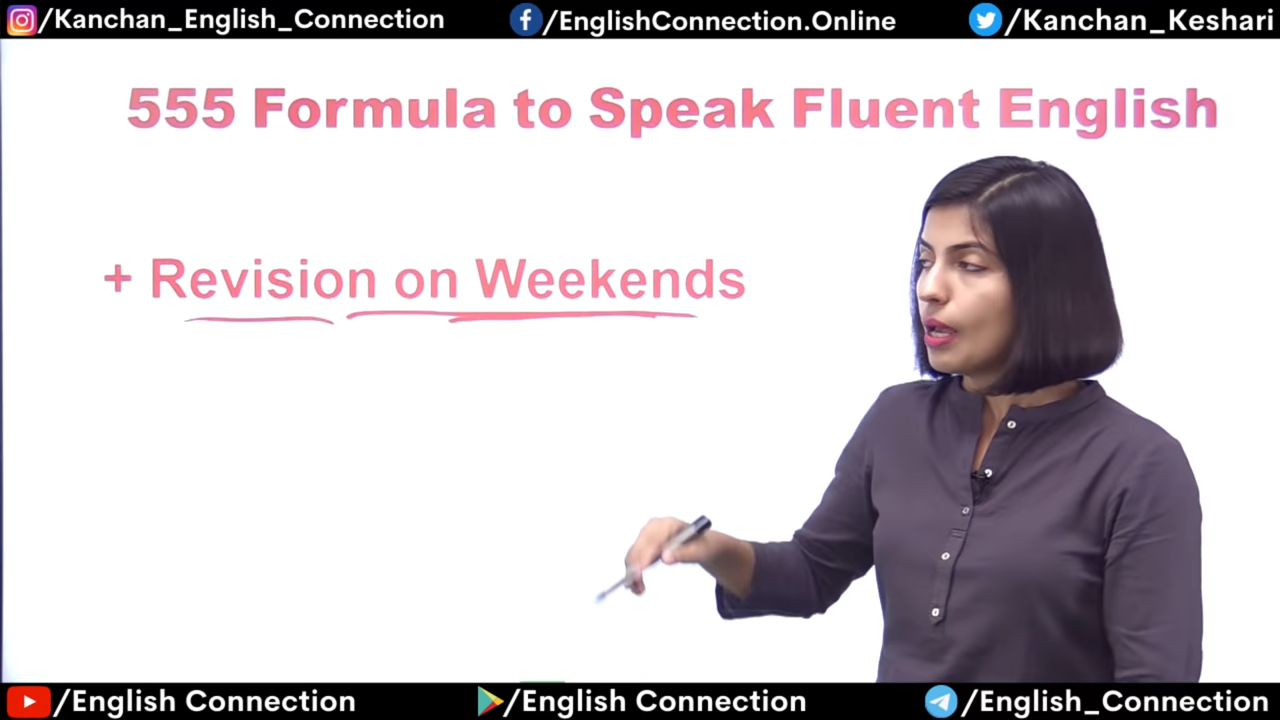 /Kanchan_English_Connection /EnglishConnection.Online /Kanchan_Keshari
555 Formula to Speak Fluent English
+ Revision on Weekends
/English Connection /English Connection /English_Connection